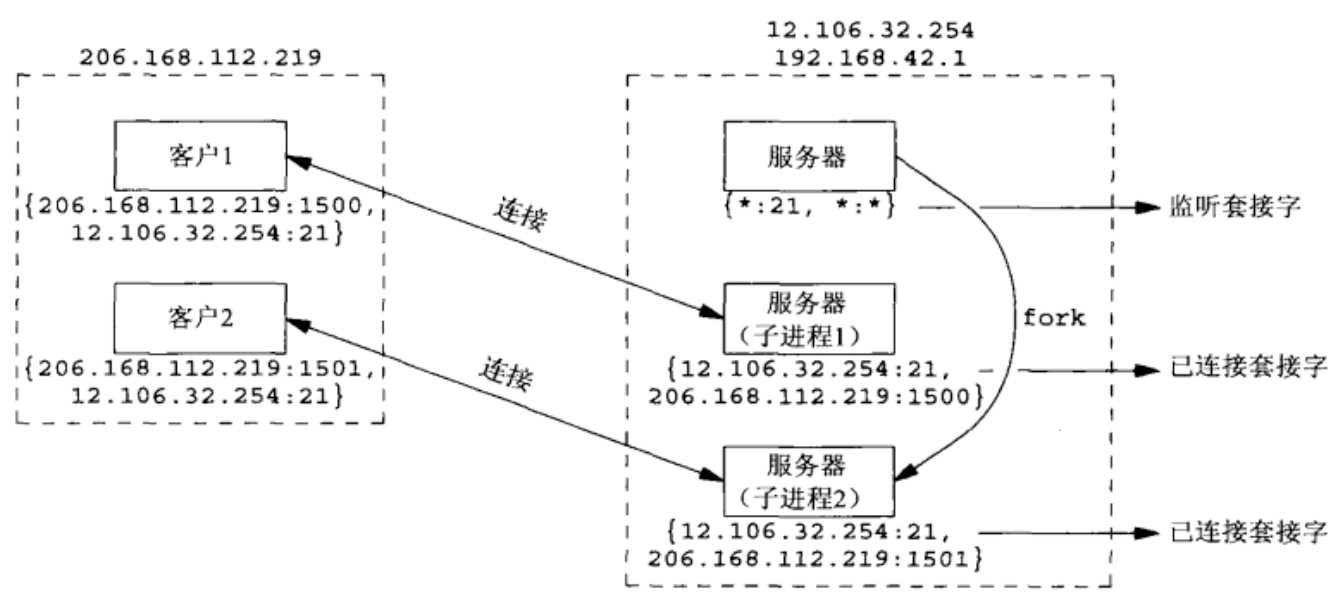 206.168.112.219
12.106.32.254
192.168.42.1
客户1
{206.168.112.219:1500,
12.106.32.254:21}
客户2
{206.168.112.219:1501,
12.106.32.254:21}
连接
连接
服务器
{*:21, *:*}
监听套接字
fork
服务器
（子进程1）
{12.106.32.254:21,
206.168.112.219:1500}
已连接套接字
服务器
（子进程2）
{12.106.32.254:21,
206.168.112.219:1501}
已连接套接字